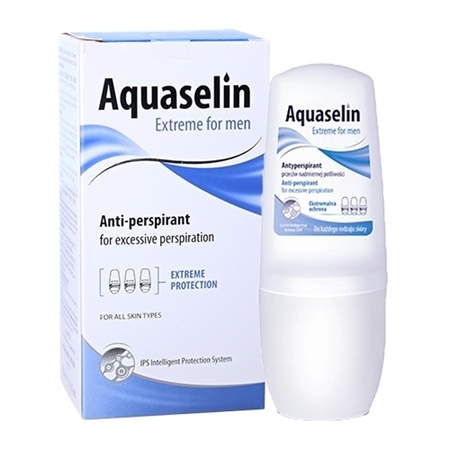 Aquaselin
Extreme for men
Anti-perspirant
for excessive perspiration
EXTREME
PROTECTION
FOR ALL SKIN TYPES
IPS Intelligent Protection System
Aquaselin
Extreme for men
Antyperspirant
przeciw nadmiernej potliwości
Anti-perspirant
for excessive perspiration
Ekstremalna
ochrona
Do każdego rodzaju skóry